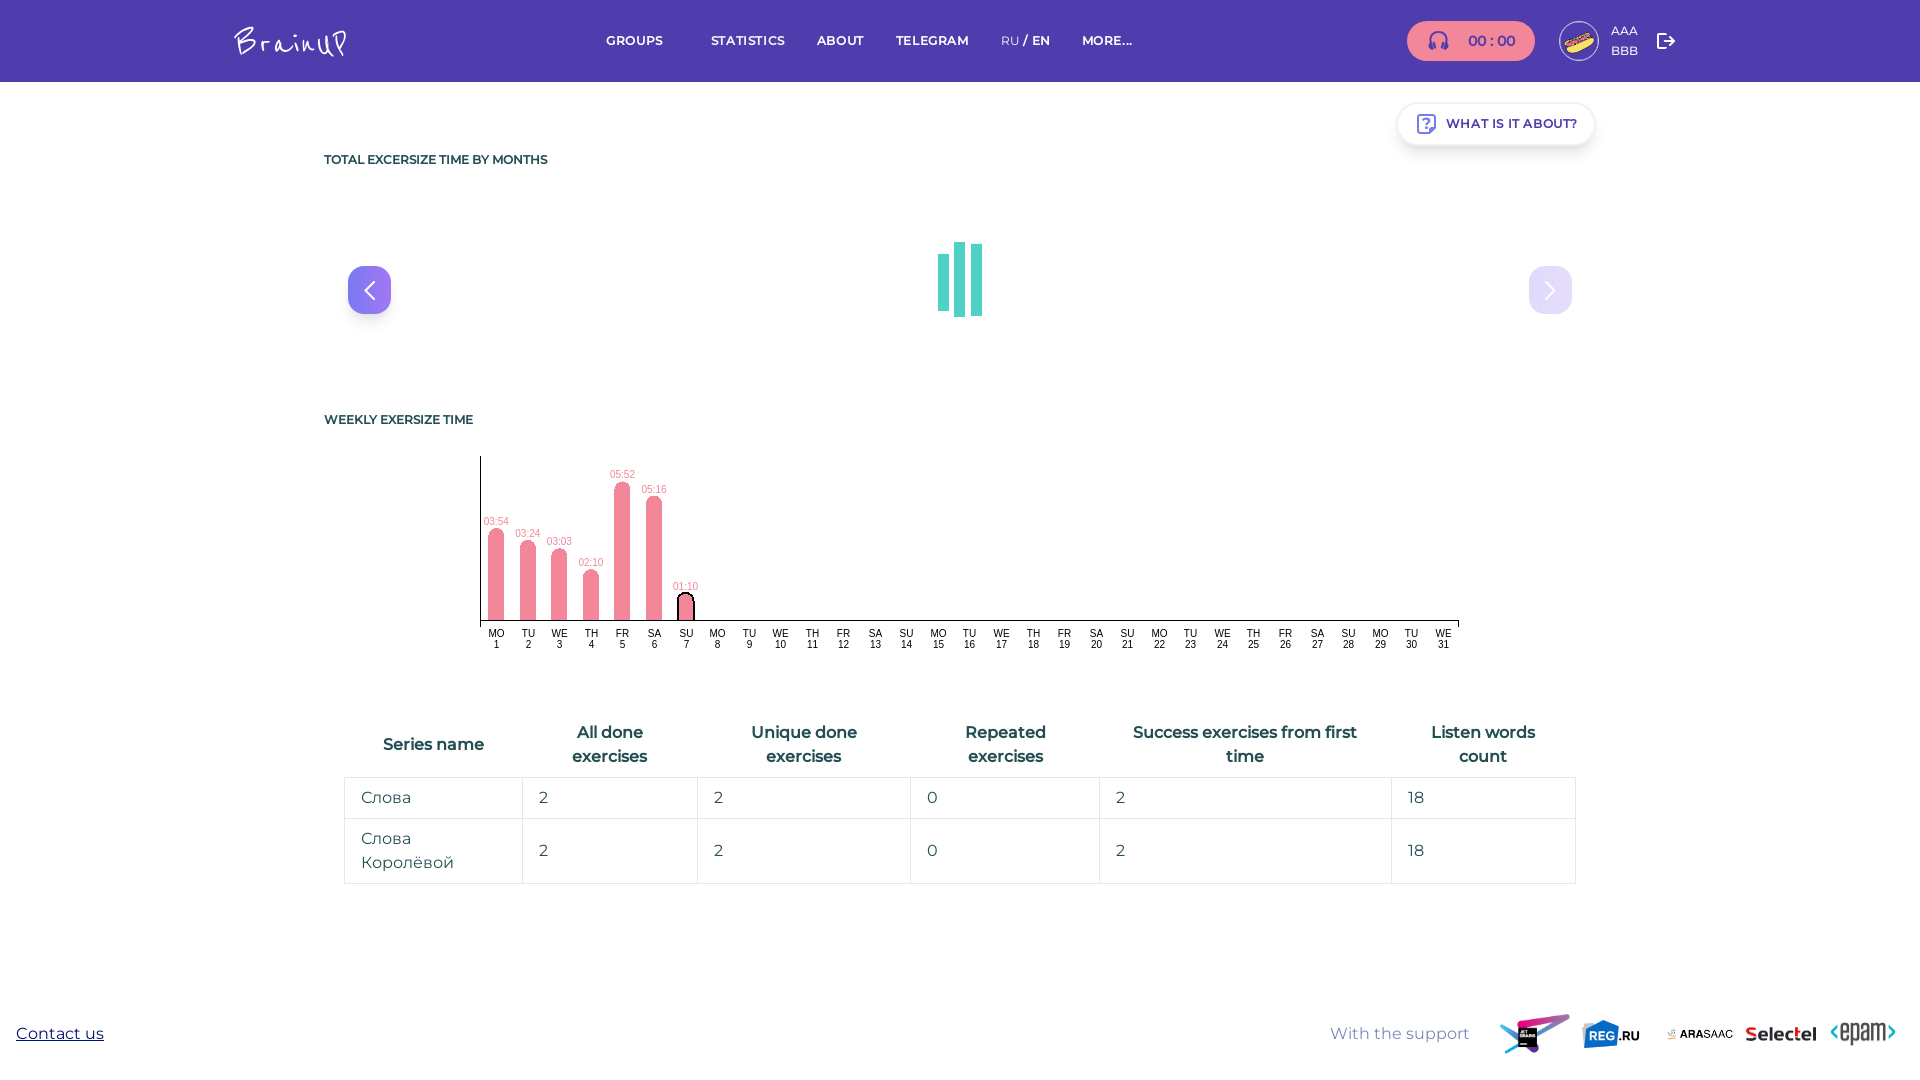 BrainUP
GROUPS STATISTICS ABOUT TELEGRAM RU / EN MORE...
00 : 00
AAA
BBB
WHAT IS IT ABOUT?
TOTAL EXCERSIZE TIME BY MONTHS
WEEKLY EXERSIZE TIME
03:54 03:24 03:03 02:10 05:52 05:16 01:10
MO TU WE TH FR SA SU MO TU WE TH FR SA SU MO TU WE TH FR SA SU MO TU WE TH FR SA SU MO TU WE
1 2 3 4 5 6 7 8 9 10 11 12 13 14 15 16 17 18 19 20 21 22 23 24 25 26 27 28 29 30 31
Series name All done exercises Unique done exercises Repeated exercises Success exercises from first time Listen words count
Слова 2 2 0 2 18
Слова Королёвой 2 2 0 2 18
Contact us
With the support
JET BRAINS
REG.RU
ARASAAC
Selectel
<epam>